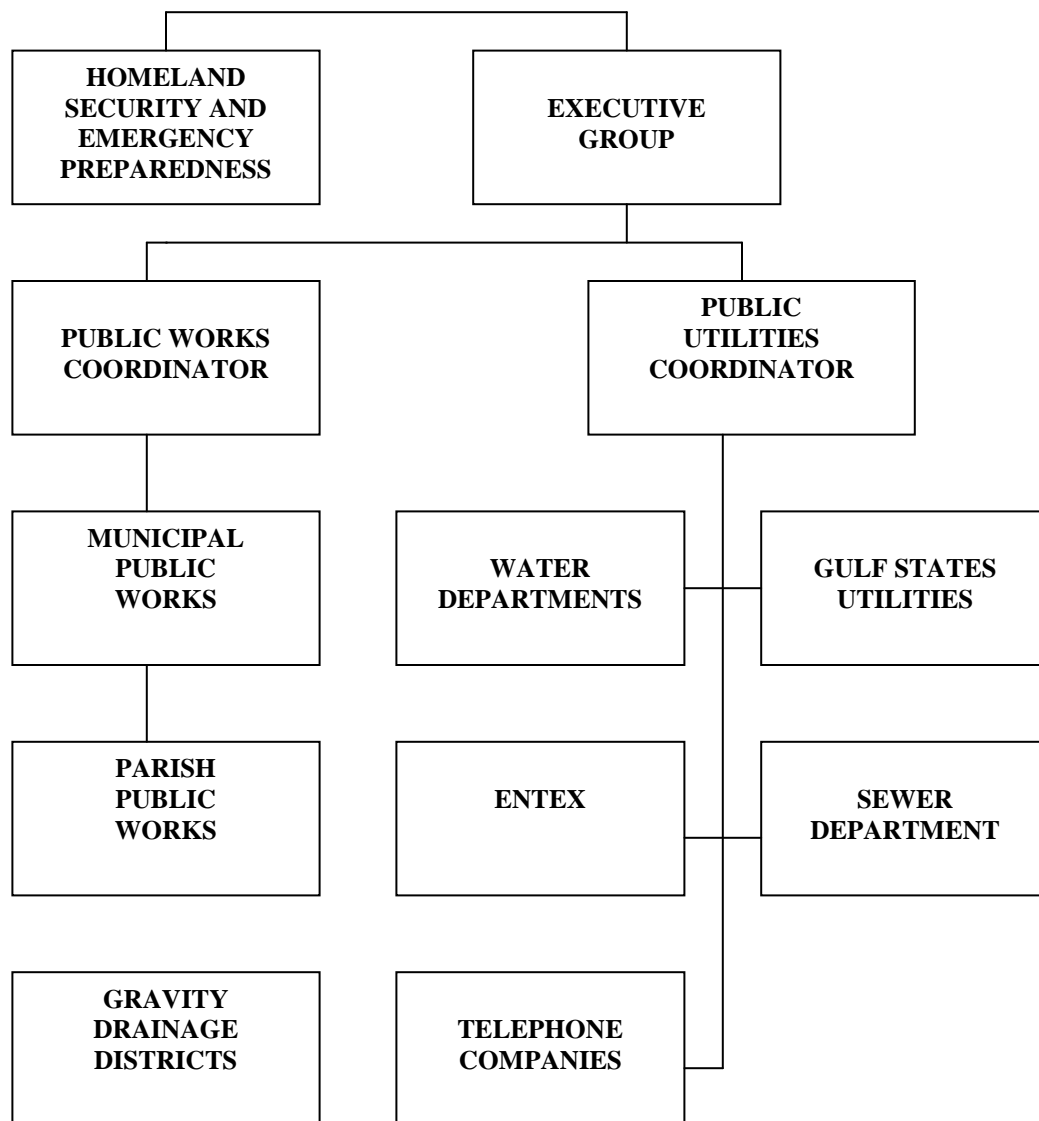 HOMELAND
SECURITY AND
EMERGENCY
PREPAREDNESS
EXECUTIVE
GROUP
PUBLIC WORKS
COORDINATOR
PUBLIC
UTILITIES
COORDINATOR
MUNICIPAL
PUBLIC
WORKS
WATER
DEPARTMENTS
GULF STATES
UTILITIES
PARISH
PUBLIC
WORKS
ENTEX
SEWER
DEPARTMENT
GRAVITY
DRAINAGE
DISTRICTS
TELEPHONE
COMPANIES